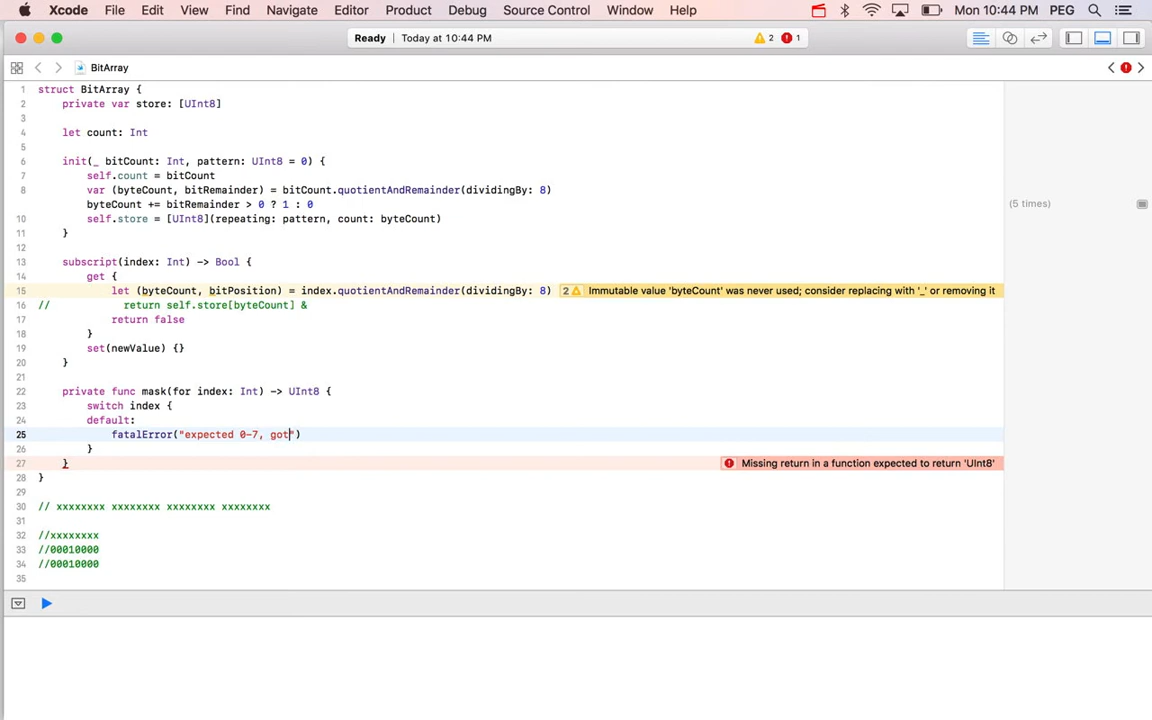 Xcode File Edit View Find Navigate Editor Product Debug Source Control Window Help Mon 10:44 PM PEG
Ready Today at 10:44 PM 2 1
BitArray
1 struct BitArray {
2 private var store: [UInt8]
3
4 let count: Int
5
6 init(_ bitCount: Int, pattern: UInt8 = 0) {
7 self.count = bitCount
8 var (byteCount, bitRemainder) = bitCount.quotientAndRemainder(dividingBy: 8)
byteCount += bitRemainder > 0 ? 1 : 0 (5 times)
10 self.store = [UInt8](repeating: pattern, count: byteCount)
11 }
12
13 subscript(index: Int) -> Bool {
14 get {
15 let (byteCount, bitPosition) = index.quotientAndRemainder(dividingBy: 8) 2 Immutable value 'byteCount' was never used; consider replacing with '_' or removing it
16 // return self.store[byteCount] &
17 return false
18 }
19 set(newValue) {}
20 }
21
22 private func mask(for index: Int) -> UInt8 {
23 switch index {
24 default:
25 fatalError("expected 0-7, got")
26 }
27 } Missing return in a function expected to return 'UInt8'
28 }
29
30 // xxxxxxxx xxxxxxxx xxxxxxxx xxxxxxxx
31
32 //xxxxxxxx
33 //00010000
34 //00010000
35